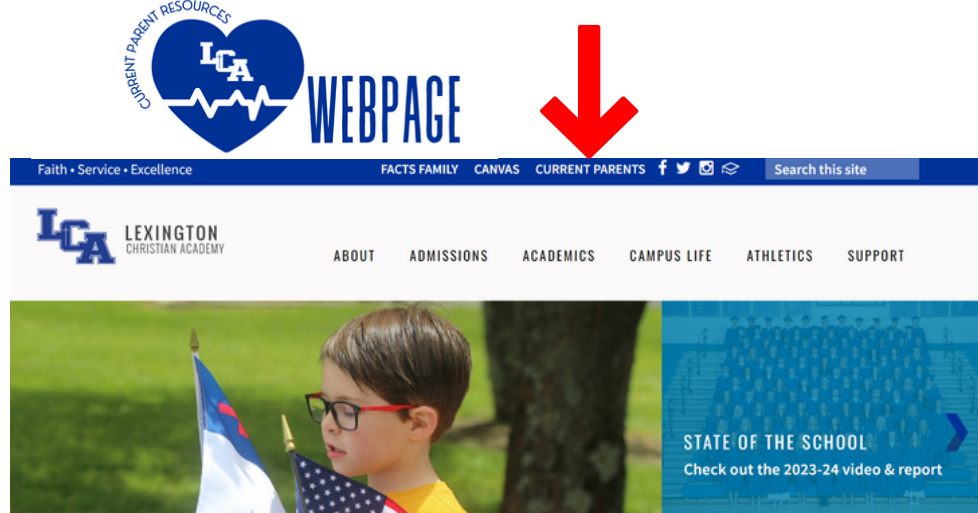 CURRENT PARENT RESOURCES
LCA
WEBPAGE
Faith • Service • Excellence
FACTS FAMILY CANVAS CURRENT PARENTS
Search this site
LCA
LEXINGTON
CHRISTIAN ACADEMY
ABOUT ADMISSIONS ACADEMICS CAMPUS LIFE ATHLETICS SUPPORT
STATE OF THE SCHOOL
Check out the 2023-24 video & report